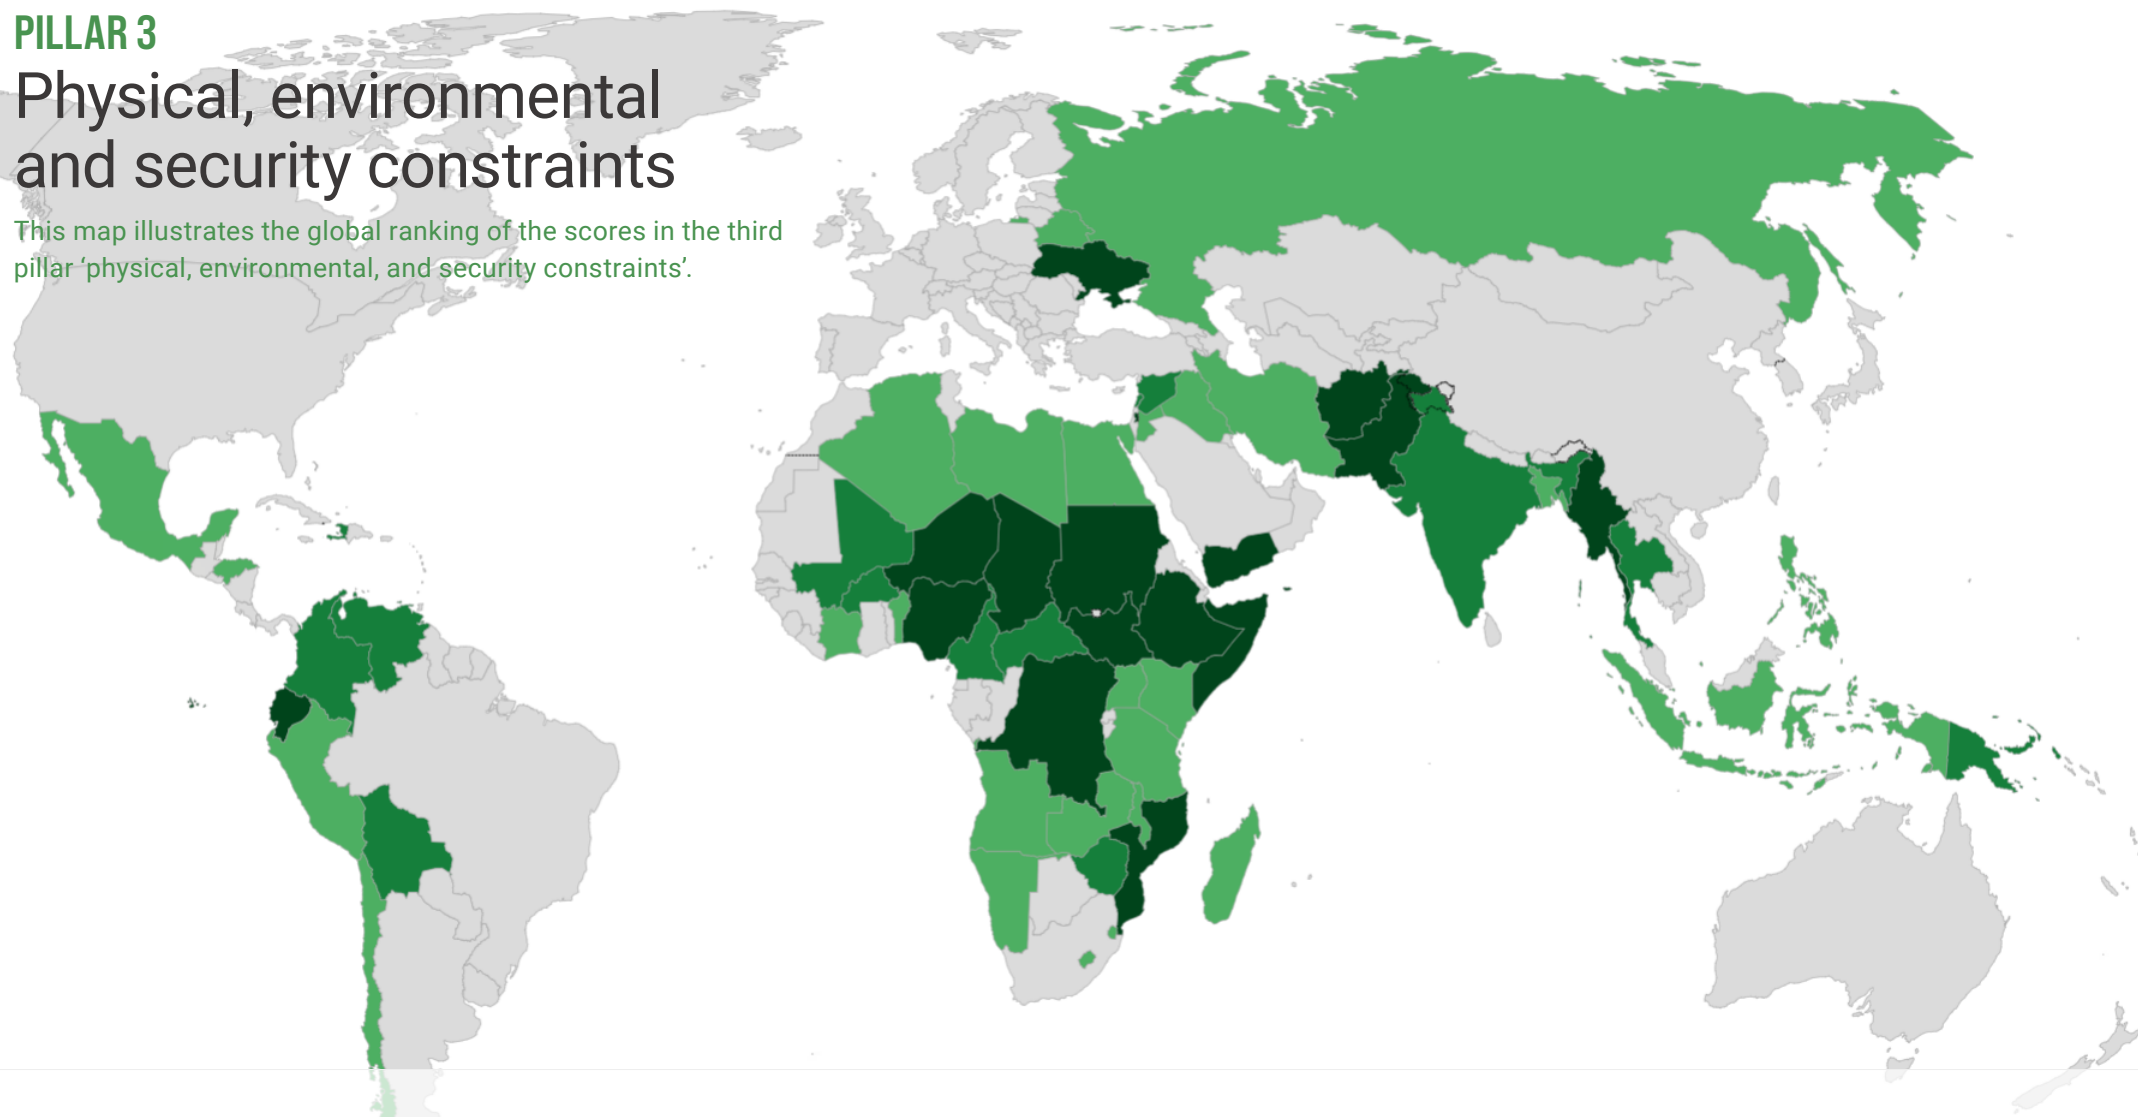 PILLAR 3
Physical, environmental
and security constraints
This map illustrates the global ranking of the scores in the third
pillar ‘physical, environmental, and security constraints’.